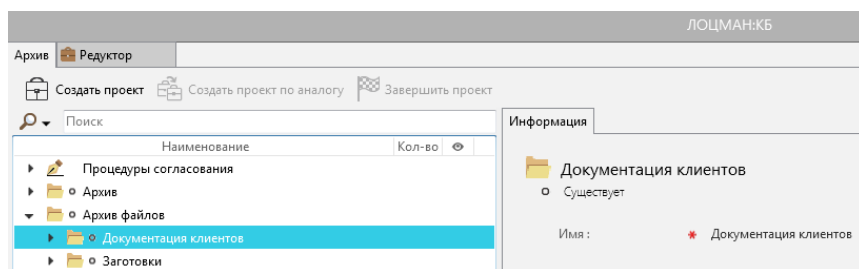 ЛОЦМАН:КБ
Архив Редуктор
Создать проект Создать проект по аналогу Завершить проект
Поиск
Наименование Кол-во
Процедуры согласования
Архив
Архив файлов
Документация клиентов
Заготовки
Информация
Документация клиентов
Существует
Имя : * Документация клиентов